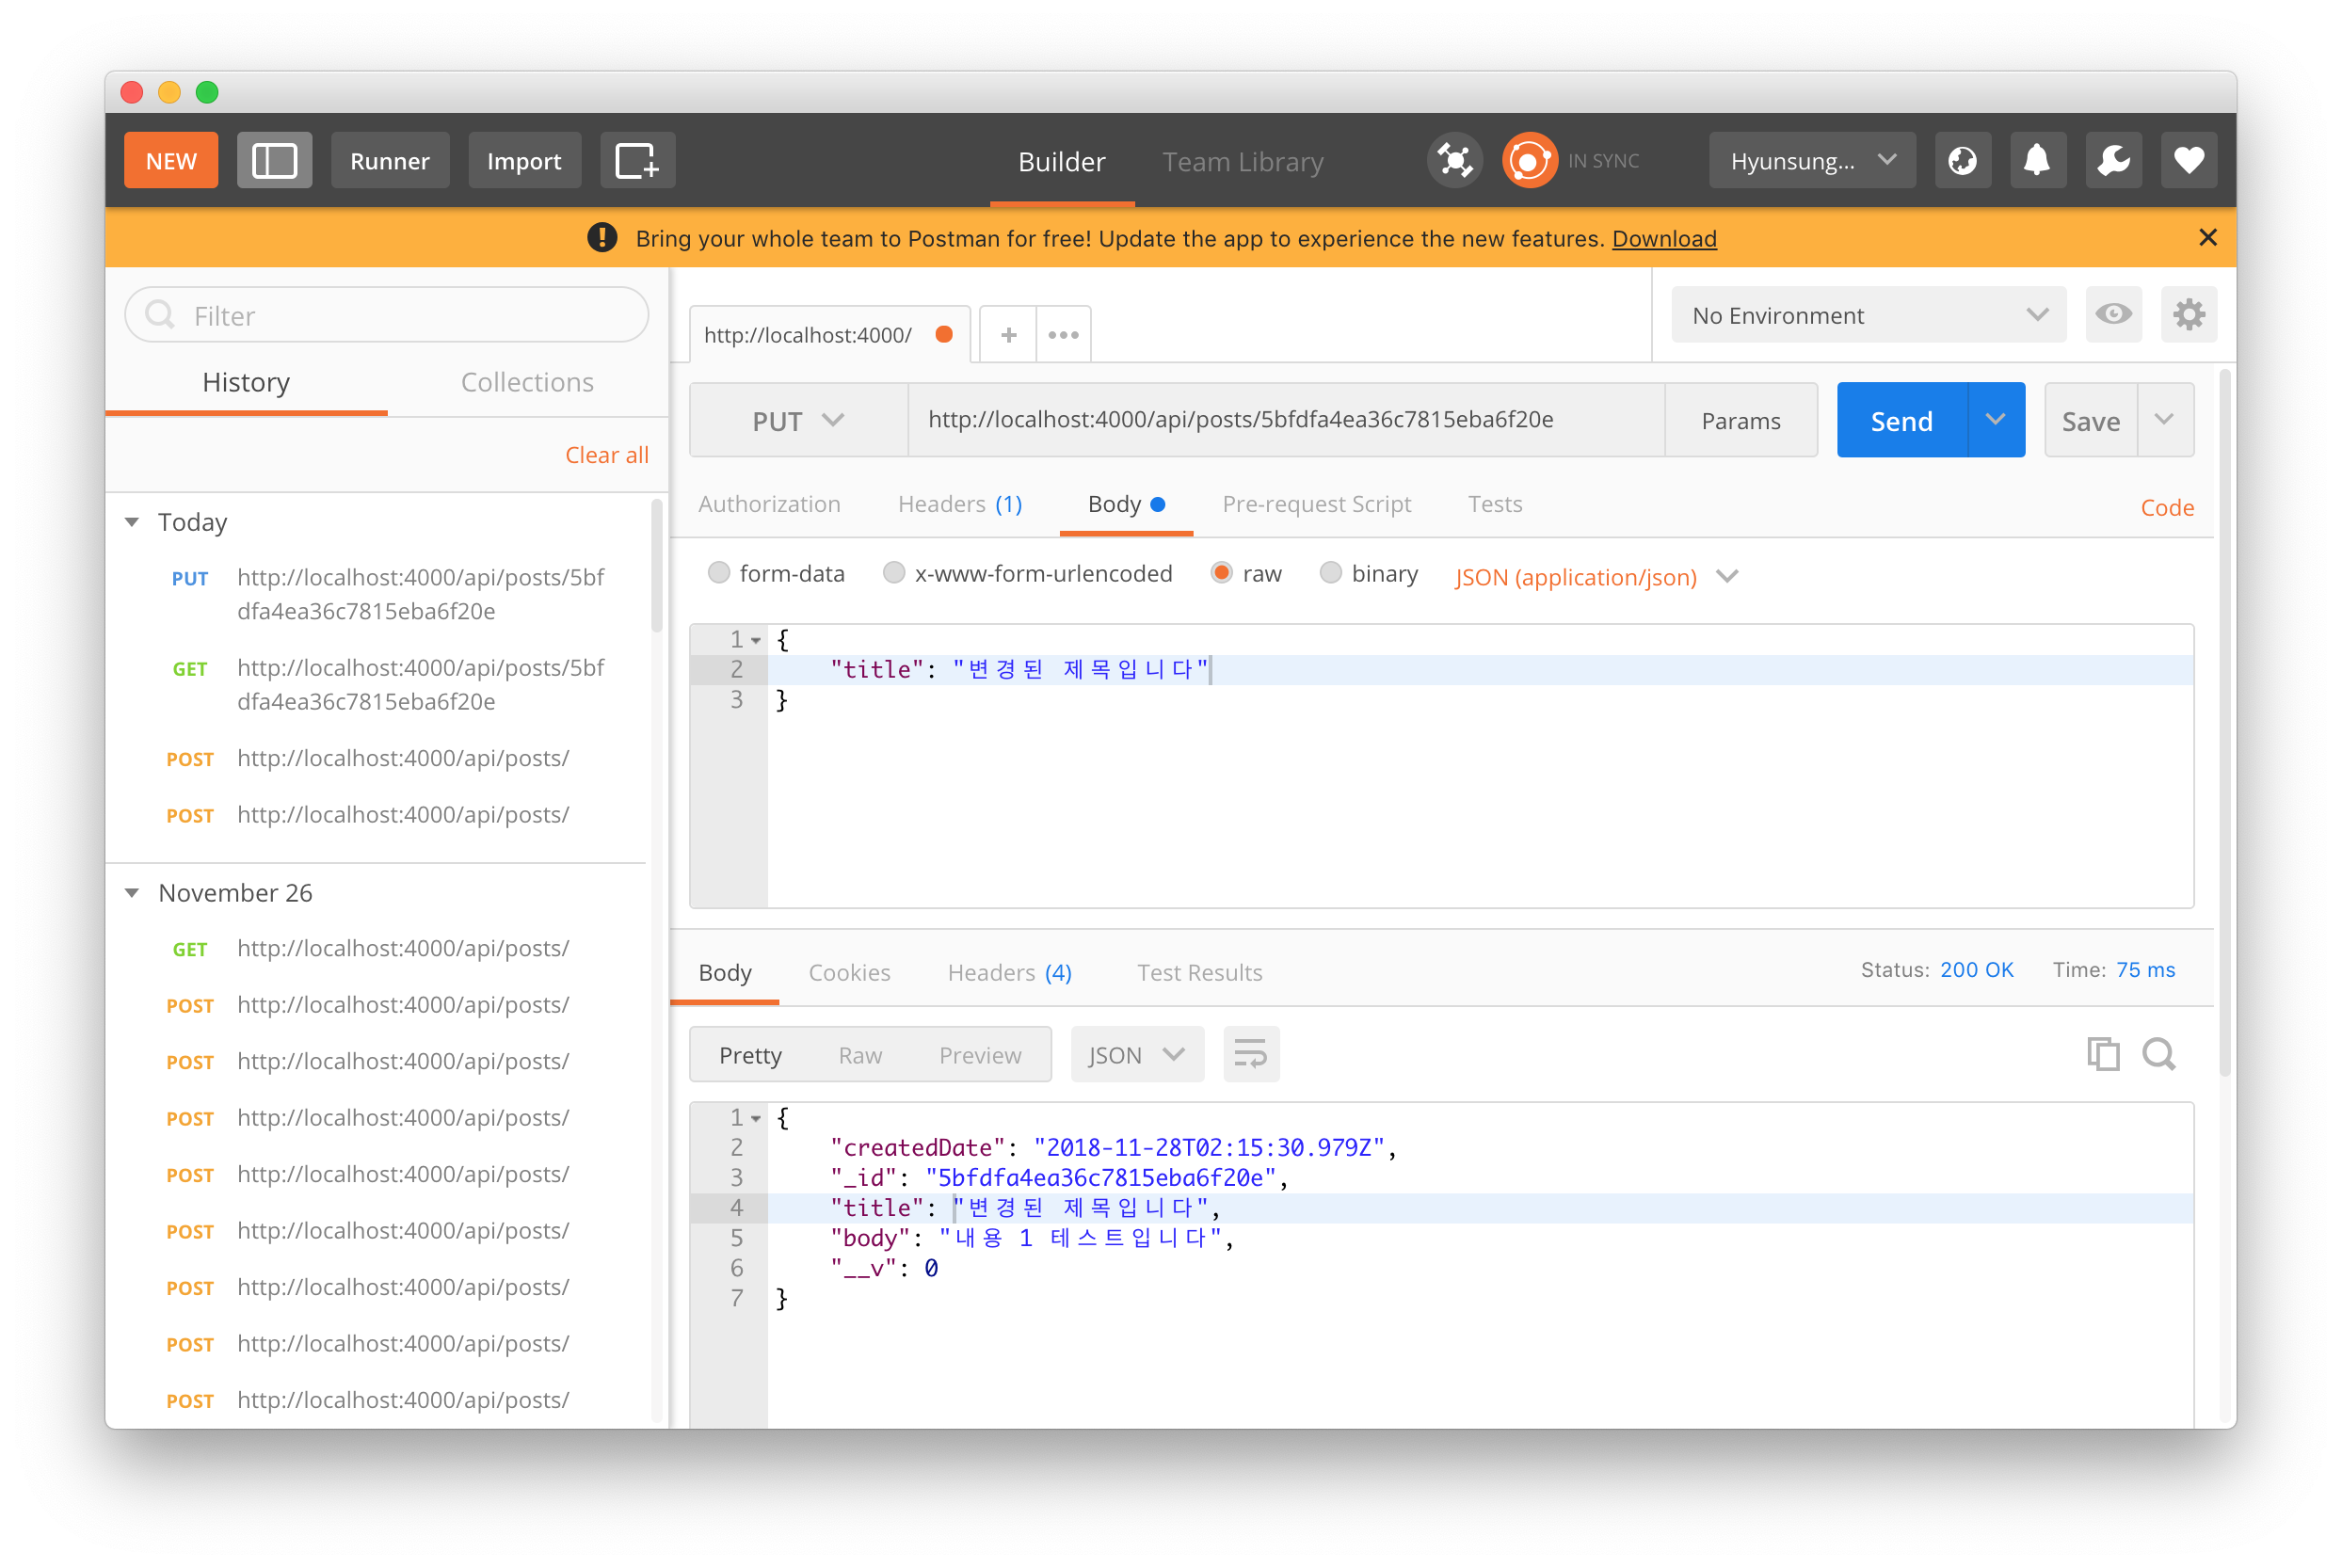 NEW
Runner
Import
Builder
Team Library
IN SYNC
Hyunsung...
Bring your whole team to Postman for free! Update the app to experience the new features. Download
Filter
History
Collections
Clear all
Today
PUT http://localhost:4000/api/posts/5bf
dfa4ea36c7815eba6f20e
GET http://localhost:4000/api/posts/5bf
dfa4ea36c7815eba6f20e
POST http://localhost:4000/api/posts/
POST http://localhost:4000/api/posts/
November 26
GET http://localhost:4000/api/posts/
POST http://localhost:4000/api/posts/
POST http://localhost:4000/api/posts/
POST http://localhost:4000/api/posts/
POST http://localhost:4000/api/posts/
POST http://localhost:4000/api/posts/
POST http://localhost:4000/api/posts/
POST http://localhost:4000/api/posts/
POST http://localhost:4000/api/posts/
http://localhost:4000/
No Environment
PUT http://localhost:4000/api/posts/5bfdfa4ea36c7815eba6f20e Params Send Save
Authorization Headers (1) Body Pre-request Script Tests Code
form-data x-www-form-urlencoded raw binary JSON (application/json)
1 {
2 "title": "변경된 제목입니다"
3 }
Body Cookies Headers (4) Test Results Status: 200 OK Time: 75 ms
Pretty Raw Preview JSON
1 {
2 "createdDate": "2018-11-28T02:15:30.979Z",
3 "_id": "5bfdfa4ea36c7815eba6f20e",
4 "title": "변경된 제목입니다",
5 "body": "내용 1 테스트입니다",
6 "__v": 0
7 }